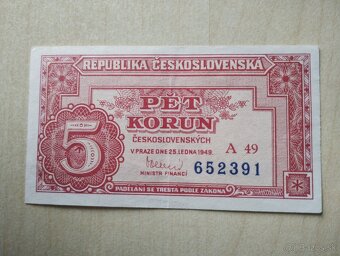 REPUBLIKA ČESKOSLOVENSKÁ
5
PĚT
KORUN
ČESKOSLOVENSKÝCH
V PRAZE DNE 25. LEDNA 1949.
A 49
652391
MINISTR FINANCÍ
PADĚLÁNÍ SE TRESTÁ PODLE ZÁKONA